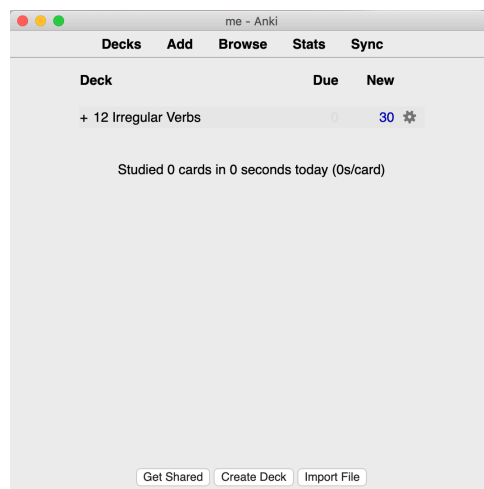 me - Anki
Decks Add Browse Stats Sync
Deck Due New
+ 12 Irregular Verbs 0 30
Studied 0 cards in 0 seconds today (0s/card)
Get Shared Create Deck Import File